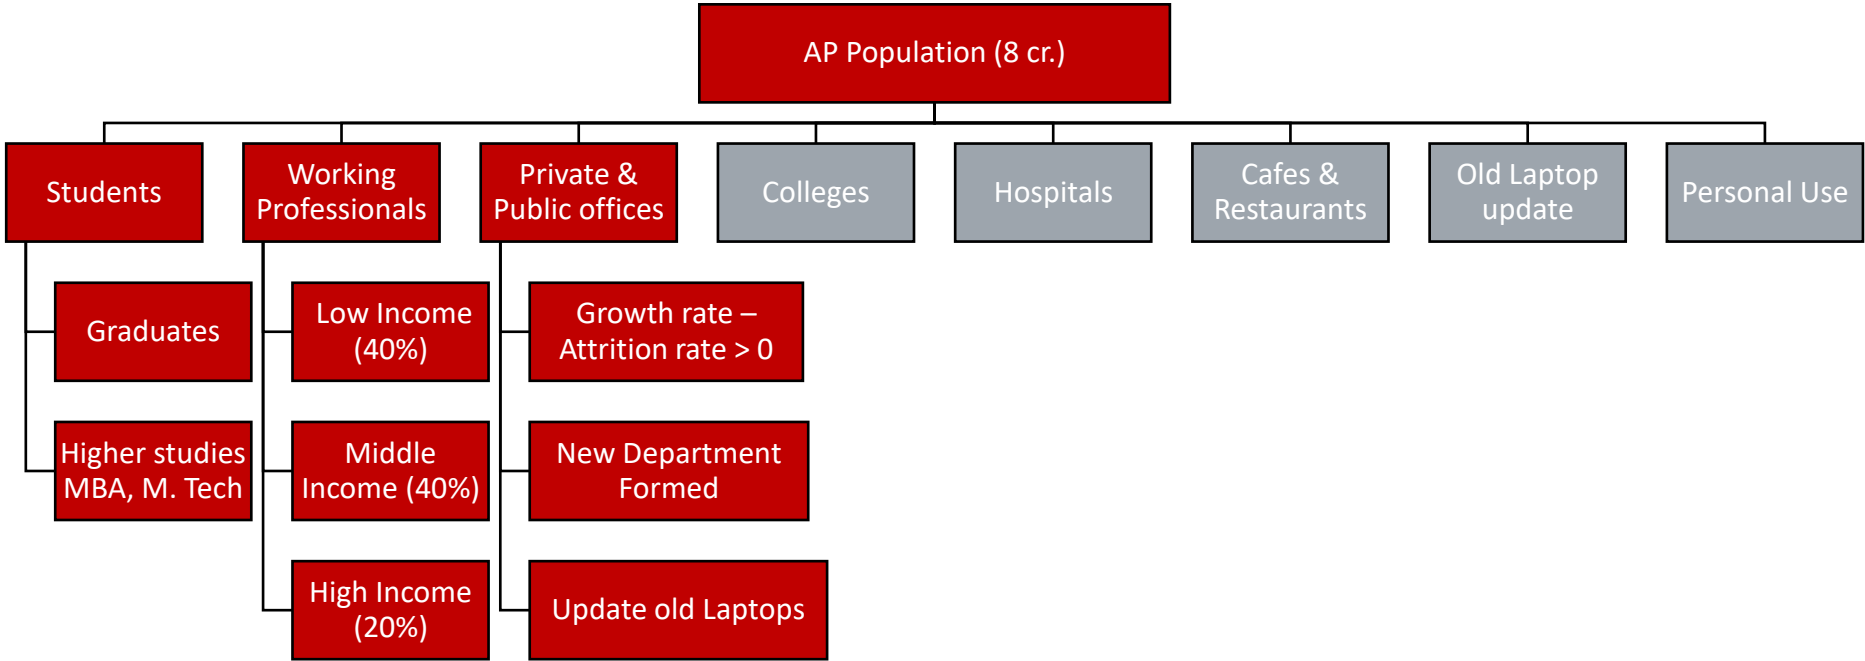 AP Population (8 cr.)
Students
Working
Professionals
Private &
Public offices
Colleges
Hospitals
Cafes &
Restaurants
Old Laptop
update
Personal Use
Graduates
Higher studies
MBA, M. Tech
Low Income
(40%)
Middle
Income (40%)
High Income
(20%)
Growth rate –
Attrition rate > 0
New Department
Formed
Update old Laptops